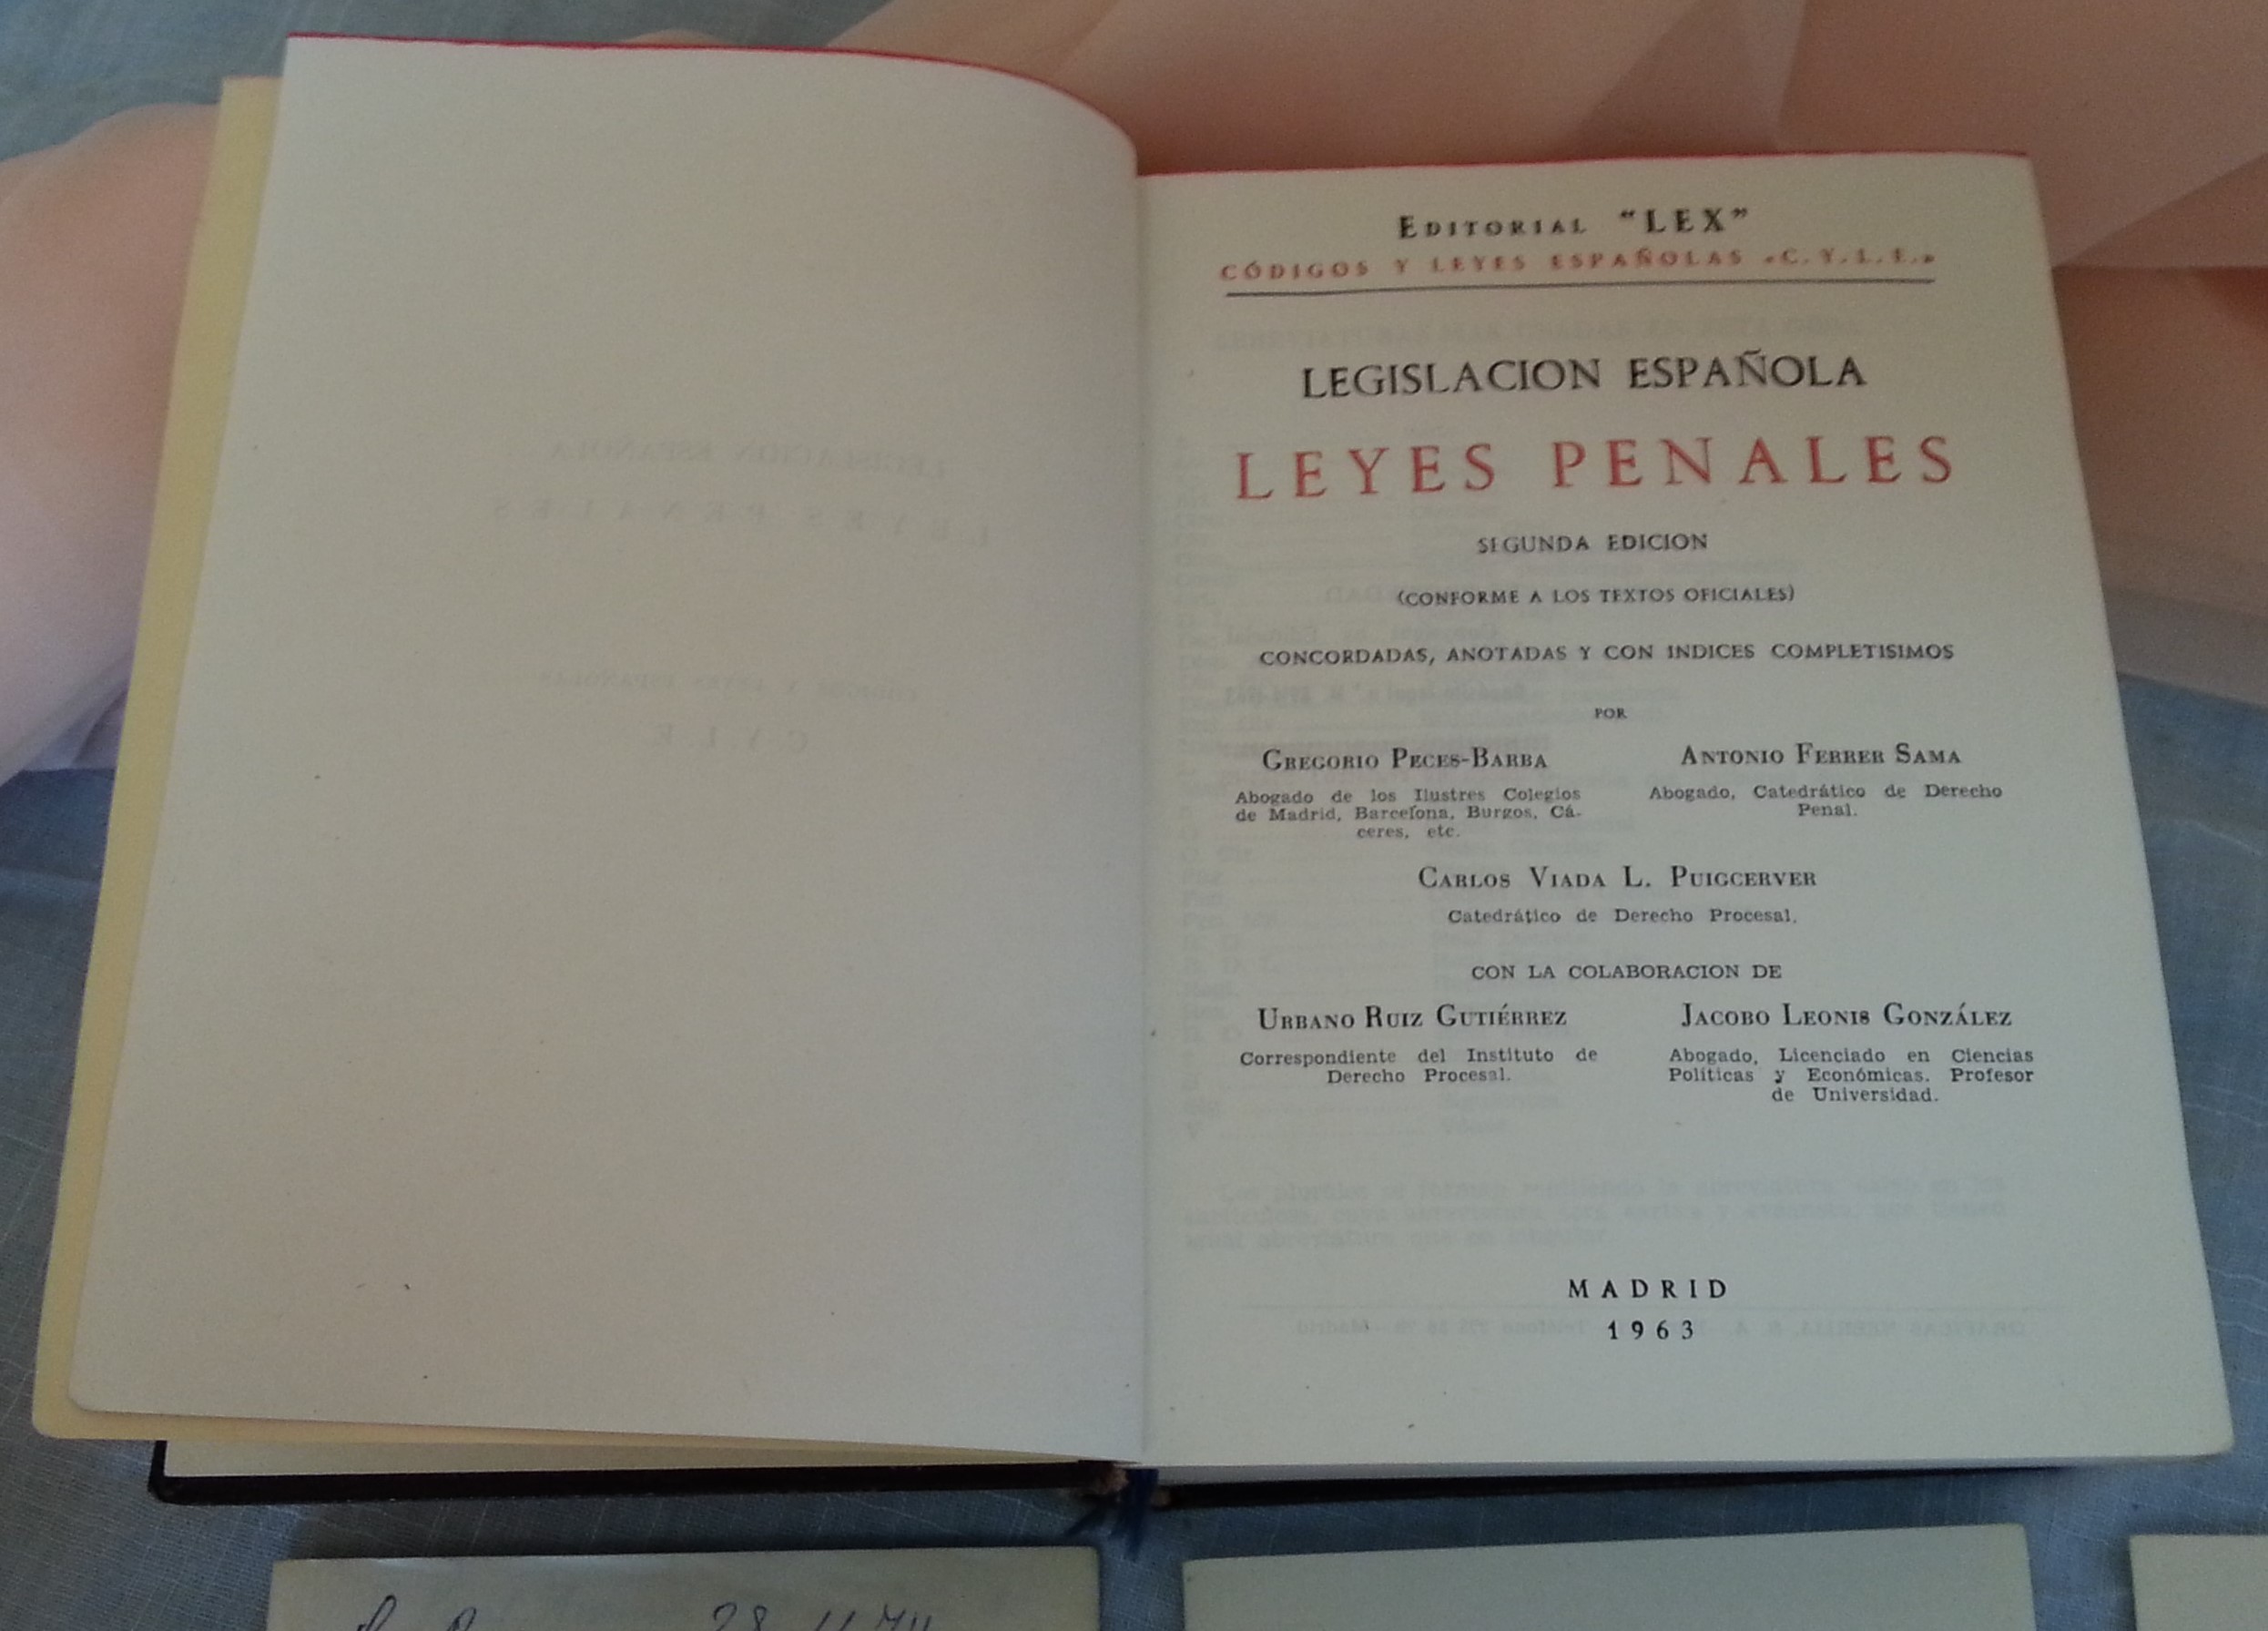 EDITORIAL "LEX"
CÓDIGOS Y LEYES ESPAÑOLAS «C.Y.L.E.»
LEGISLACION ESPAÑOLA
LEYES PENALES
SEGUNDA EDICION
(CONFORME A LOS TEXTOS OFICIALES)
CONCORDADAS, ANOTADAS Y CON INDICES COMPLETISIMOS
POR
GREGORIO PECES-BARBA
Abogado de los Ilustres Colegios
de Madrid, Barcelona, Burgos, Cá-
ceres, etc.
ANTONIO FERRER SAMA
Abogado, Catedrático de Derecho
Penal.
CARLOS VIADA L. PUIGCERVER
Catedrático de Derecho Procesal.
CON LA COLABORACION DE
URBANO RUIZ GUTIÉRREZ
Correspondiente del Instituto de
Derecho Procesal.
JACOBO LEONIS GONZÁLEZ
Abogado, Licenciado en Ciencias
Políticas y Económicas. Profesor
de Universidad.
MADRID
1963